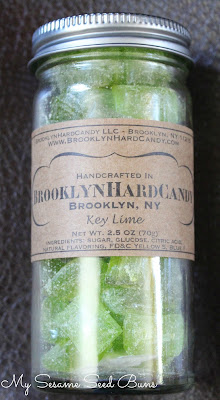 BROOKLYNHARDCANDY LLC - BROOKLYN, NY
WWW.BROOKLYNHARDCANDY.
HANDCRAFTED IN
BROOKLYNHARDCANDY
BROOKLYN, NY
Key Lime
NET WT. 2.5 OZ (70g)
INGREDIENTS: SUGAR, GLUCOSE, CITRIC ACID,
NATURAL FLAVORING, FD&C YELLOW 5, BLUE
My Sesame Seed Buns